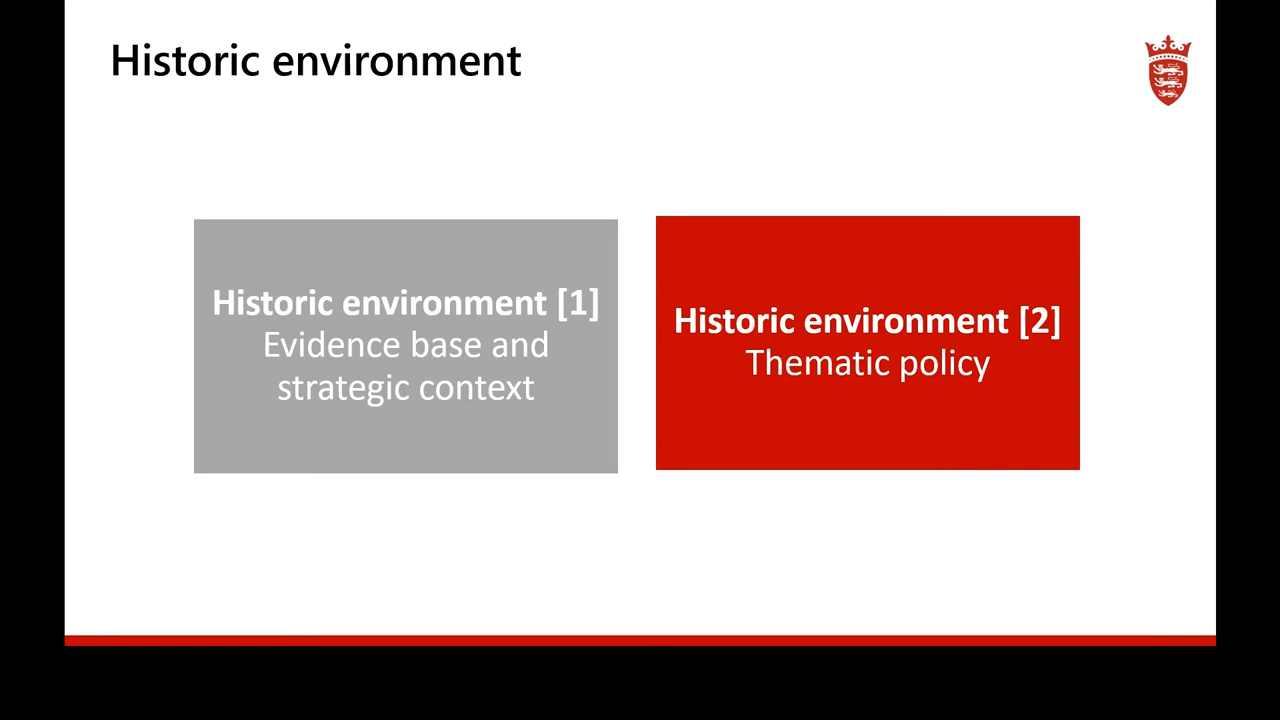 Historic environment
Historic environment [1]
Evidence base and
strategic context
Historic environment [2]
Thematic policy